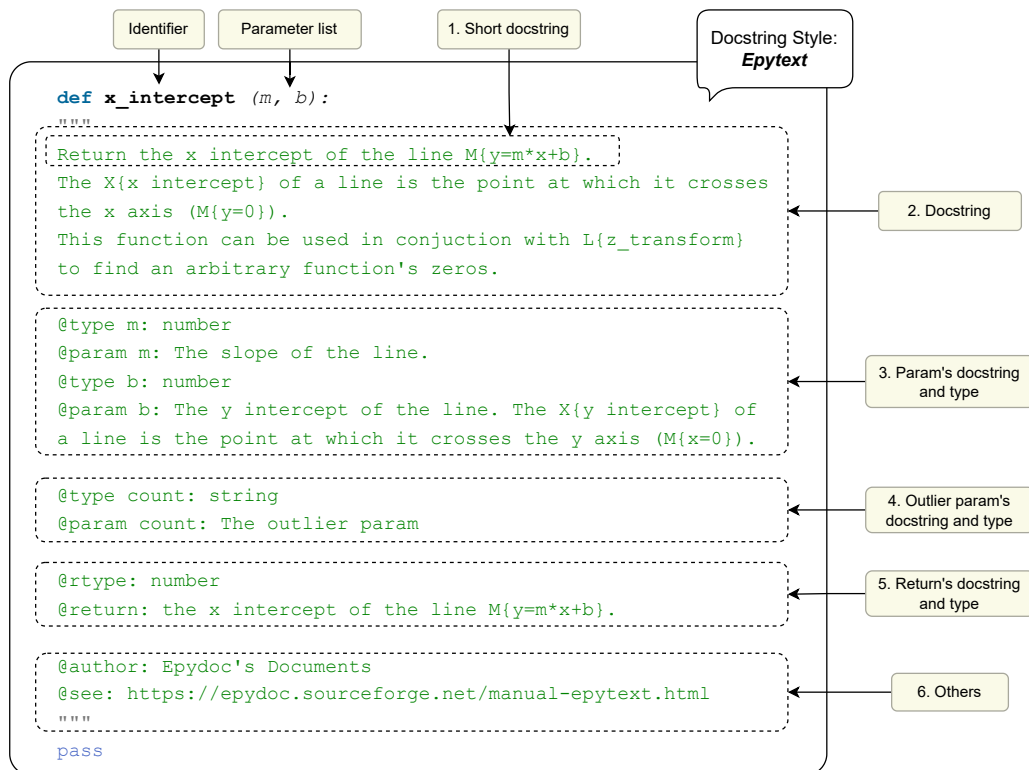 Identifier
Parameter list
1. Short docstring
Docstring Style:
Epytext
def x_intercept (m, b):
"""
Return the x intercept of the line M{y=m*x+b}.
The X{x intercept} of a line is the point at which it crosses
the x axis (M{y=0}).
This function can be used in conjuction with L{z_transform}
to find an arbitrary function's zeros.
2. Docstring
@type m: number
@param m: The slope of the line.
@type b: number
@param b: The y intercept of the line. The X{y intercept} of
a line is the point at which it crosses the y axis (M{x=0}).
3. Param's docstring
and type
@type count: string
@param count: The outlier param
4. Outlier param's
docstring and type
@rtype: number
@return: the x intercept of the line M{y=m*x+b}.
5. Return's docstring
and type
@author: Epydoc's Documents
@see: https://epydoc.sourceforge.net/manual-epytext.html
"""
6. Others
pass